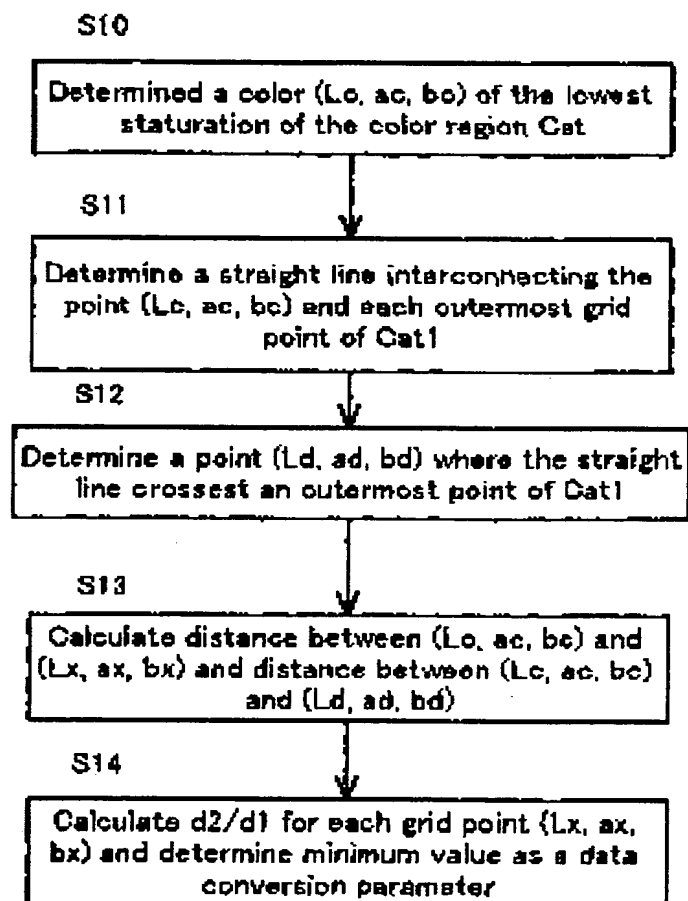 S10
Determined a color (Lc, ac, bc) of the lowest
staturation of the color region Cat
S11
Determine a straight line interconnecting the
point (Lc, ac, bc) and each outermost grid
point of Cat1
S12
Determine a point (Ld, ad, bd) where the straight
line crossest an outermost point of Cat1
S13
Calculate distance between (Lc, ac, bc) and
(Lx, ax, bx) and distance between (Lc, ac, bc)
and (Ld, ad, bd)
S14
Calculate d2/d1 for each grid point (Lx, ax,
bx) and determine minimum value as a data
conversion parameter